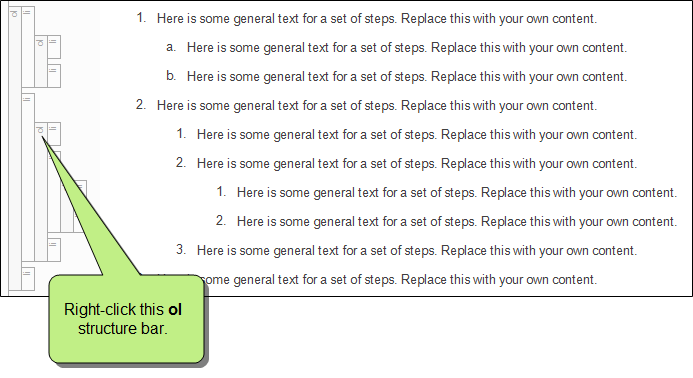 1. Here is some general text for a set of steps. Replace this with your own content.
a. Here is some general text for a set of steps. Replace this with your own content.
b. Here is some general text for a set of steps. Replace this with your own content.
2. Here is some general text for a set of steps. Replace this with your own content.
1. Here is some general text for a set of steps. Replace this with your own content.
2. Here is some general text for a set of steps. Replace this with your own content.
1. Here is some general text for a set of steps. Replace this with your own content.
2. Here is some general text for a set of steps. Replace this with your own content.
3. Here is some general text for a set of steps. Replace this with your own content.
some general text for a set of steps. Replace this with your own content.
Right-click this ol
structure bar.